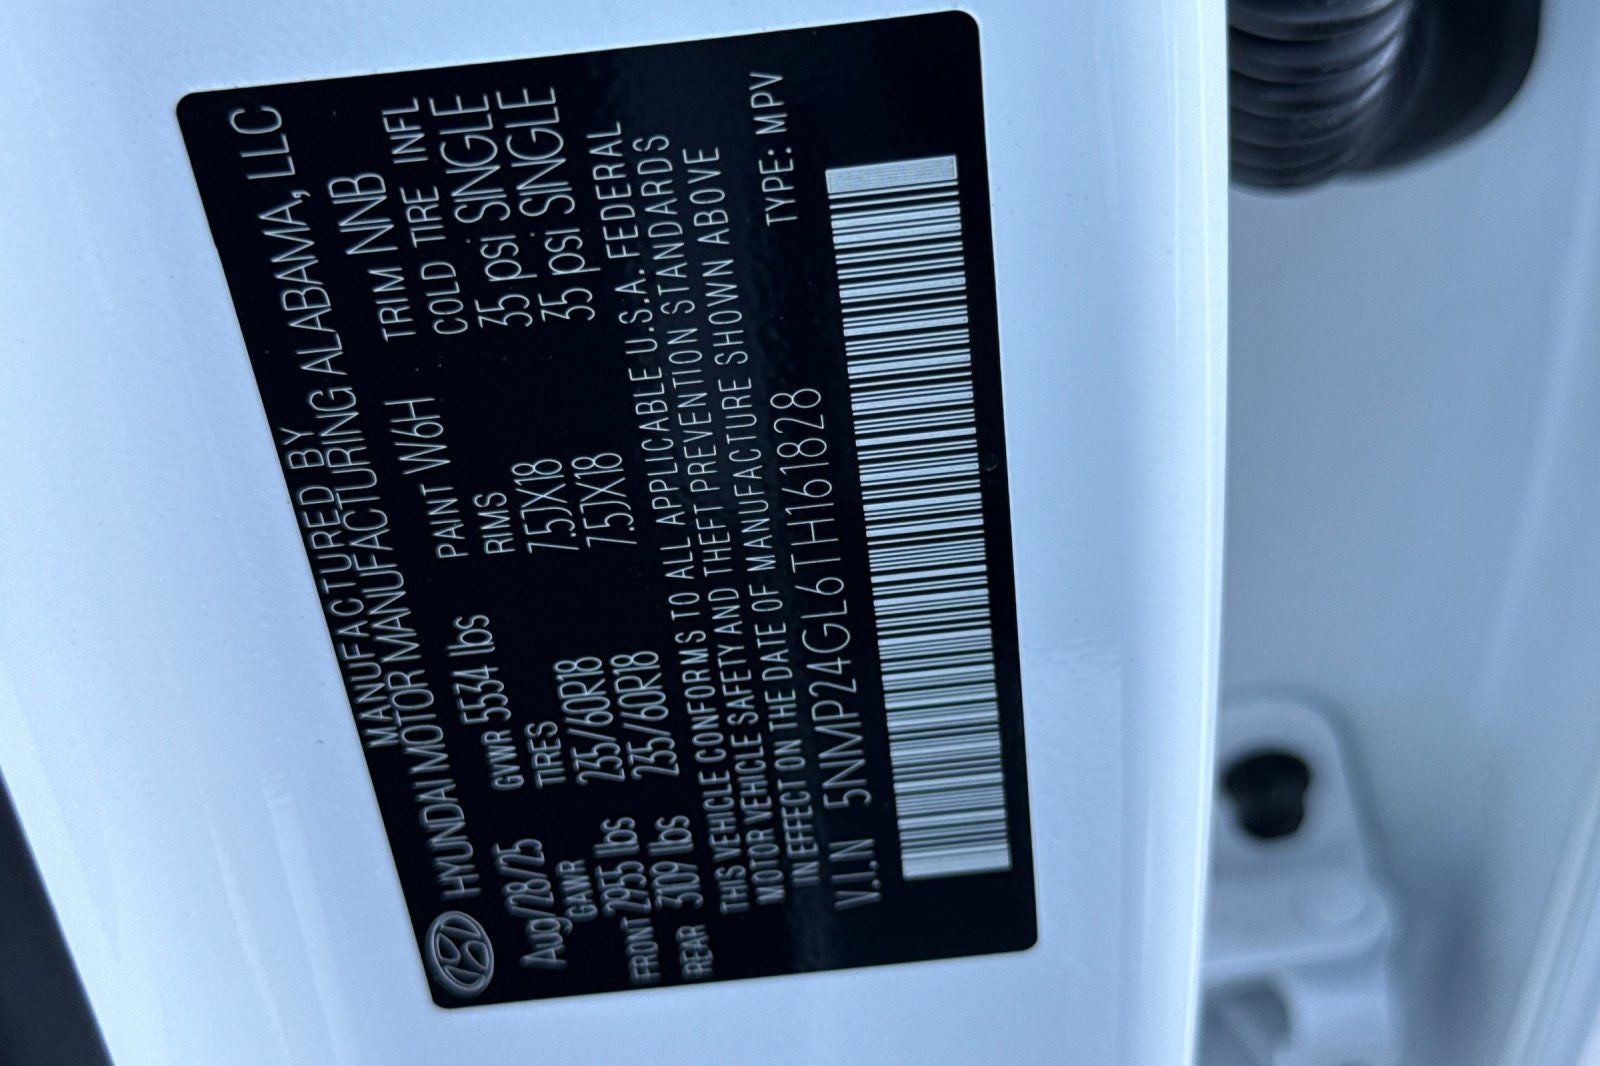 MANUFACTURED BY
HYUNDAI MOTOR MANUFACTURING ALABAMA, LLC
Aug/28/25 GVWR 5534 lbs PAINT W6H TRIM NNB
GAWR TIRES RIMS COLD TIRE INFL
FRONT 2955 lbs 235/60R18 7.5JX18 35 psi SINGLE
REAR 3109 lbs 235/60R18 7.5JX18 35 psi SINGLE
THIS VEHICLE CONFORMS TO ALL APPLICABLE U.S.A. FEDERAL
MOTOR VEHICLE SAFETY AND THEFT PREVENTION STANDARDS
IN EFFECT ON THE DATE OF MANUFACTURE SHOWN ABOVE
V.I.N 5NMP24GL6TH161828 TYPE: MPV